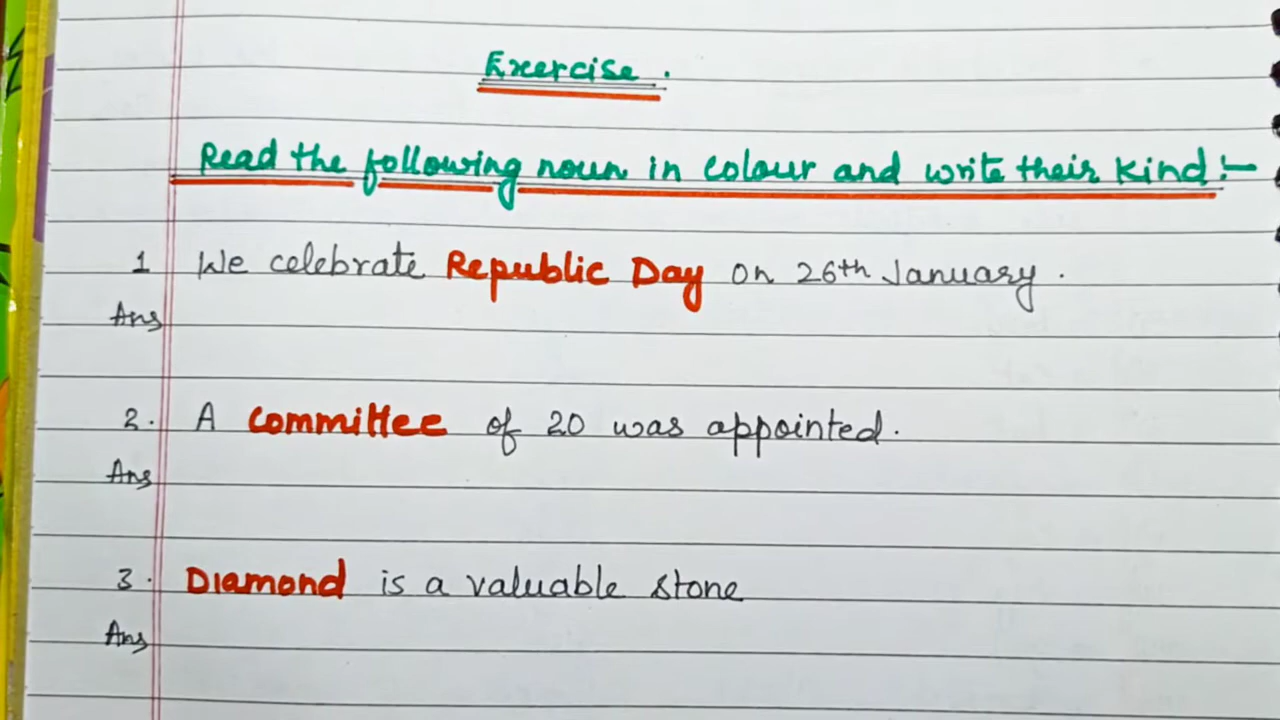 Exercise.
Read the following noun in colour and write their kind:-
1 We celebrate Republic Day on 26th January.
Ans
2. A committee of 20 was appointed.
Ans
3. Diamond is a valuable stone
Ans